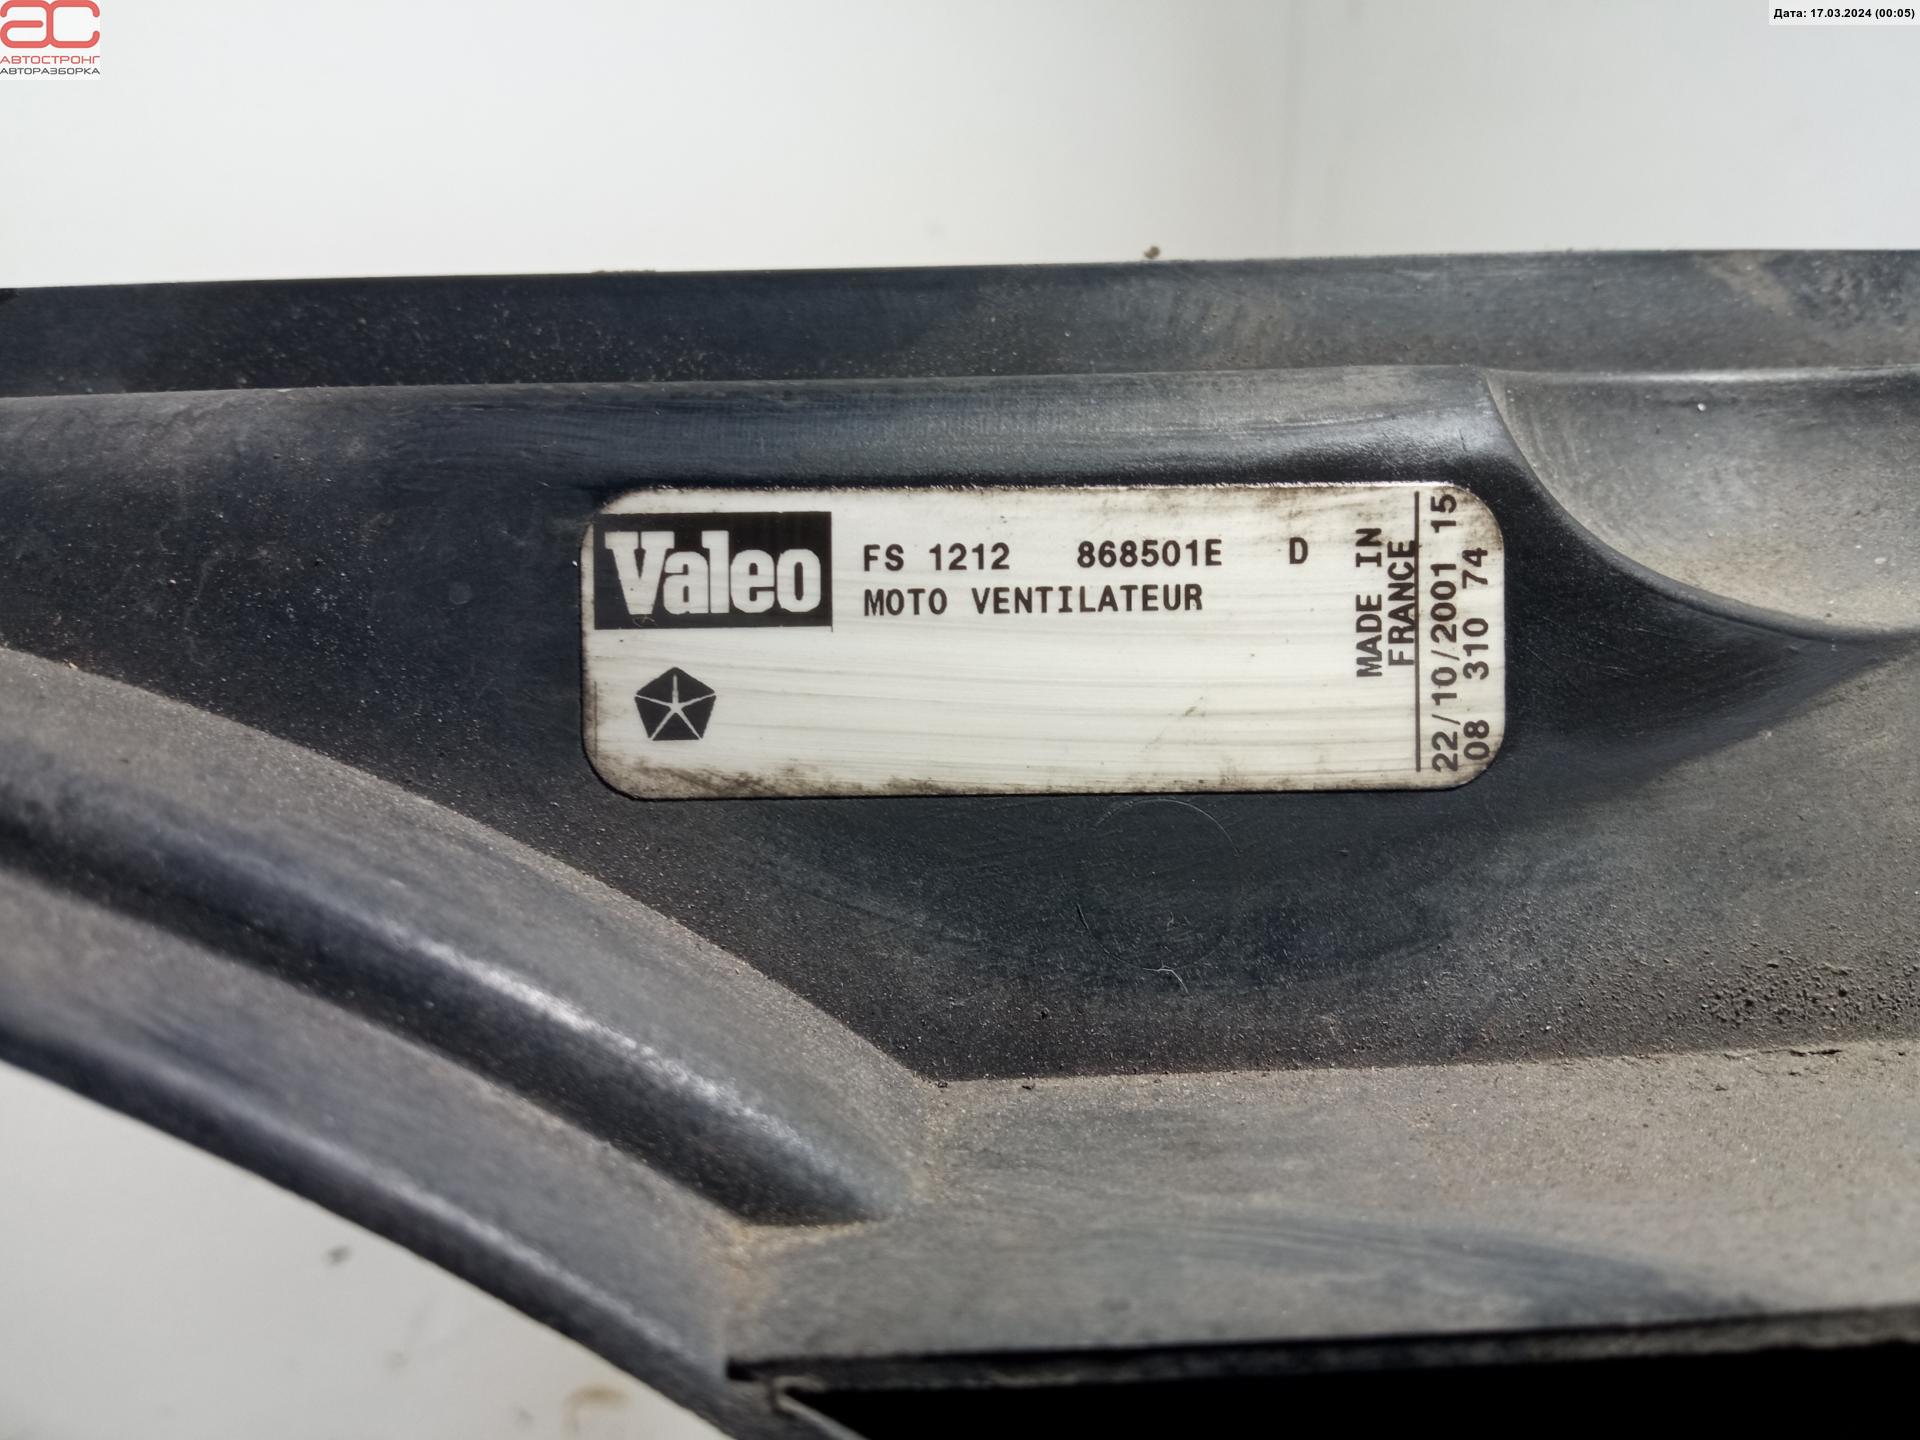 АВТОСТРОНГ
АВТОРАЗБОРКА
Дата: 17.03.2024 (00:05)
Valeo
FS 1212 868501E D
MOTO VENTILATEUR
MADE IN
FRANCE
22/10/2001 15
08 310 74